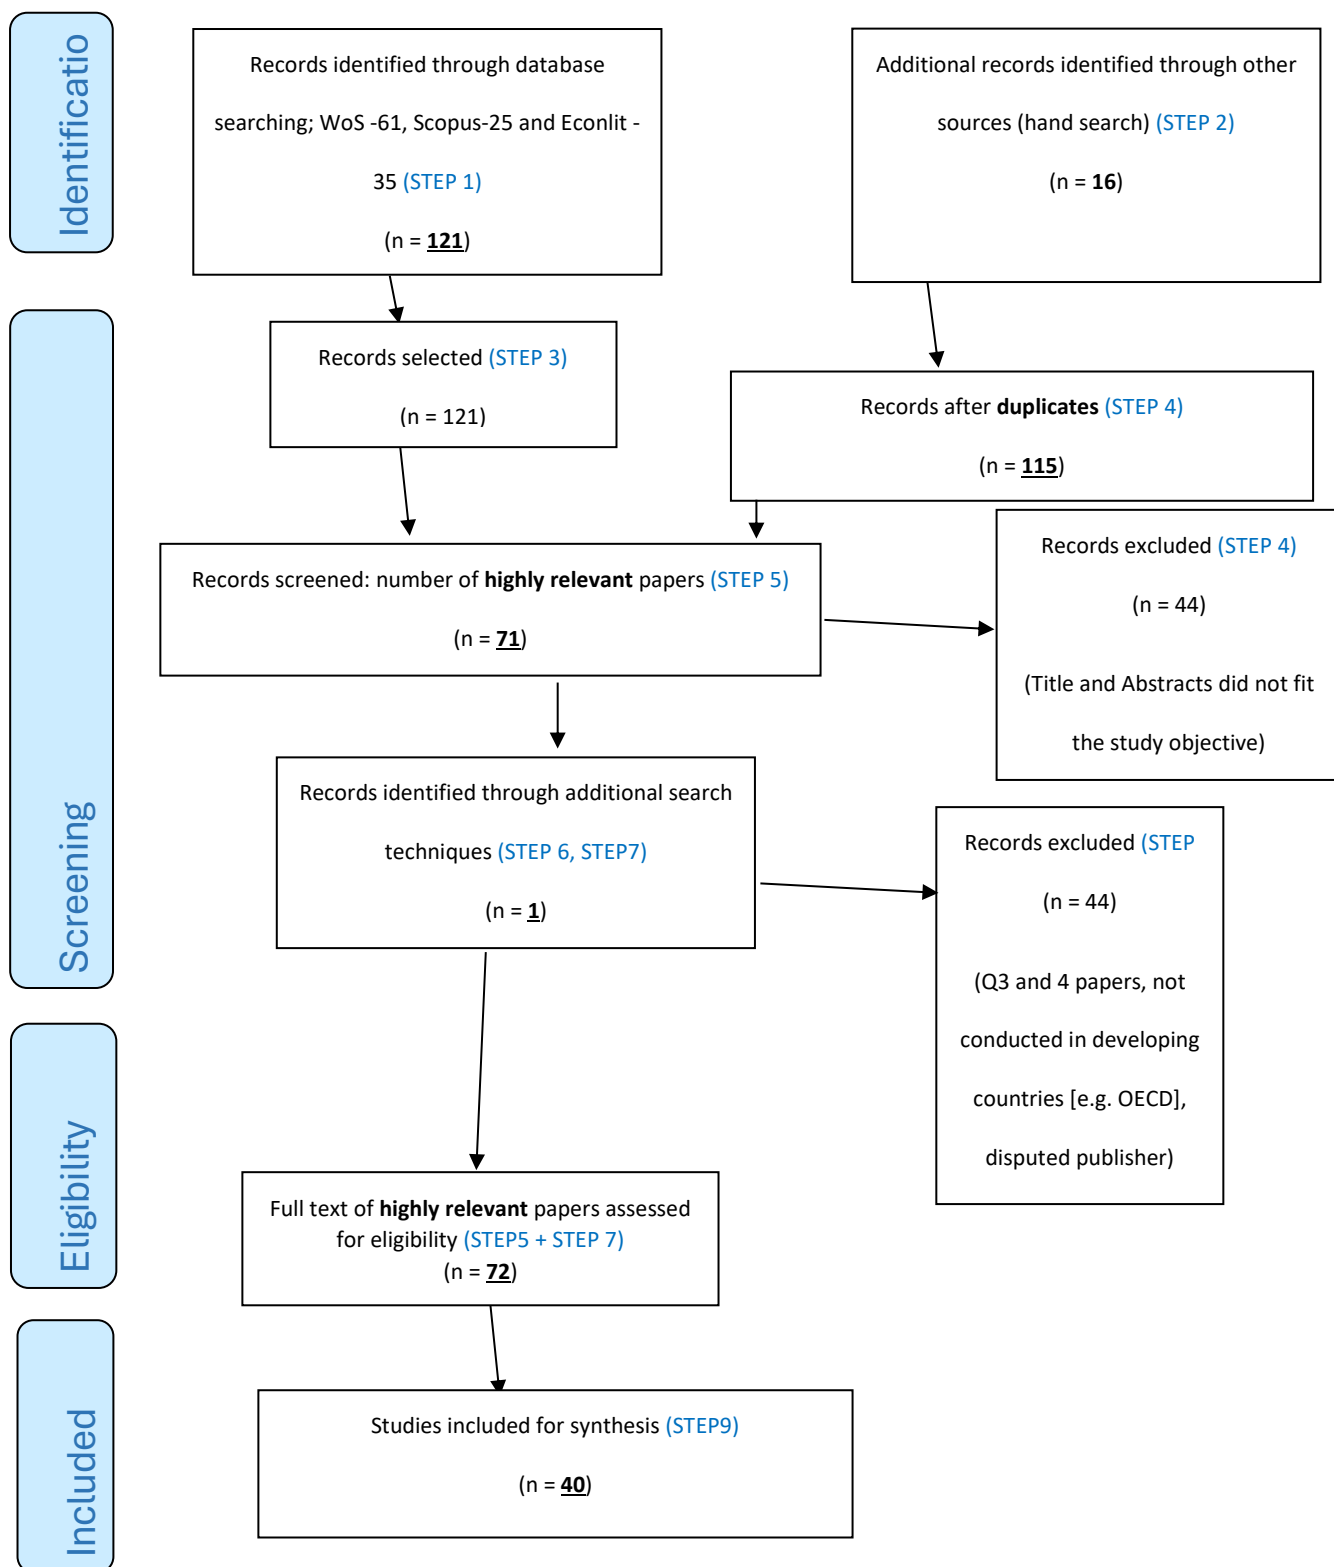 Identificatio
Records identified through database
searching; WoS -61, Scopus-25 and Econlit -
35 (STEP 1)
(n = 121)
Additional records identified through other
sources (hand search) (STEP 2)
(n = 16)
Screening
Records selected (STEP 3)
(n = 121)
Records after duplicates (STEP 4)
(n = 115)
Records screened: number of highly relevant papers (STEP 5)
(n = 71)
Records excluded (STEP 4)
(n = 44)
(Title and Abstracts did not fit
the study objective)
Records identified through additional search
techniques (STEP 6, STEP7)
(n = 1)
Records excluded (STEP
(n = 44)
(Q3 and 4 papers, not
conducted in developing
countries [e.g. OECD],
disputed publisher)
Eligibility
Full text of highly relevant papers assessed
for eligibility (STEP5 + STEP 7)
(n = 72)
Included
Studies included for synthesis (STEP9)
(n = 40)